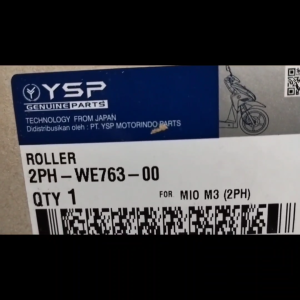 YSP
GENUINE PARTS
TECHNOLOGY FROM JAPAN
Didistribusikan oleh : PT. YSP MOTORINDO PARTS
ROLLER
2PH-WE763-00
QTY 1 FOR MIO M3 (2PH)